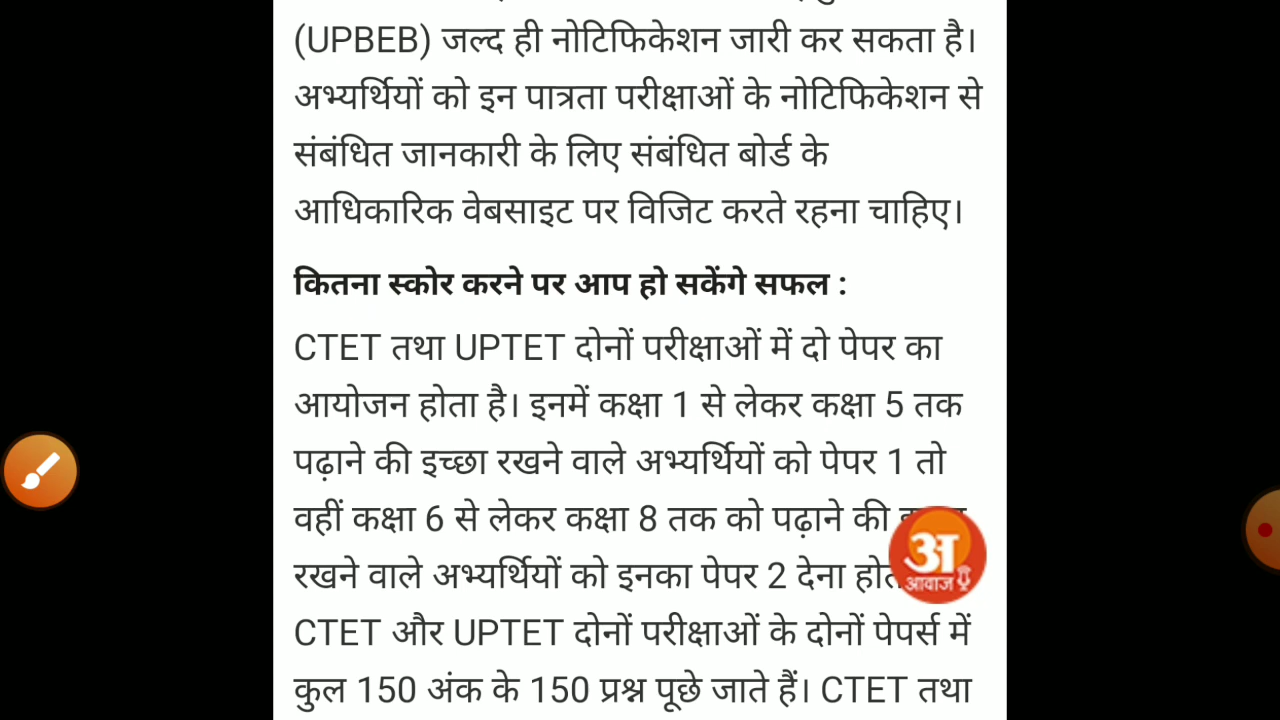 (UPBEB) जल्द ही नोटिफिकेशन जारी कर सकता है।
अभ्यर्थियों को इन पात्रता परीक्षाओं के नोटिफिकेशन से
संबंधित जानकारी के लिए संबंधित बोर्ड के
आधिकारिक वेबसाइट पर विजिट करते रहना चाहिए।
कितना स्कोर करने पर आप हो सकेंगे सफल :
CTET तथा UPTET दोनों परीक्षाओं में दो पेपर का
आयोजन होता है। इनमें कक्षा 1 से लेकर कक्षा 5 तक
पढ़ाने की इच्छा रखने वाले अभ्यर्थियों को पेपर 1 तो
वहीं कक्षा 6 से लेकर कक्षा 8 तक को पढ़ाने की
रखने वाले अभ्यर्थियों को इनका पेपर 2 देना
अ
आवाज
CTET और UPTET दोनों परीक्षाओं के दोनों पेपर्स में
कुल 150 अंक के 150 प्रश्न पूछे जाते हैं। CTET तथा